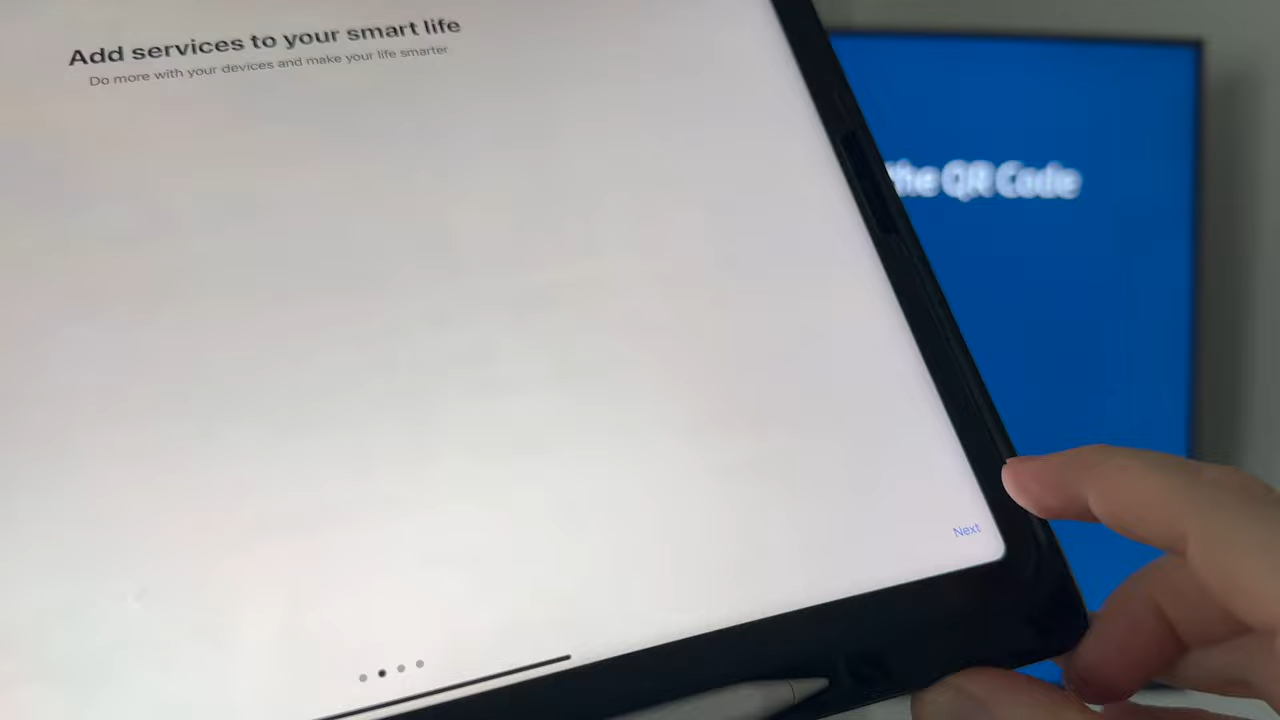 Add services to your smart life
Do more with your devices and make your life smarter
the QR Code
Next